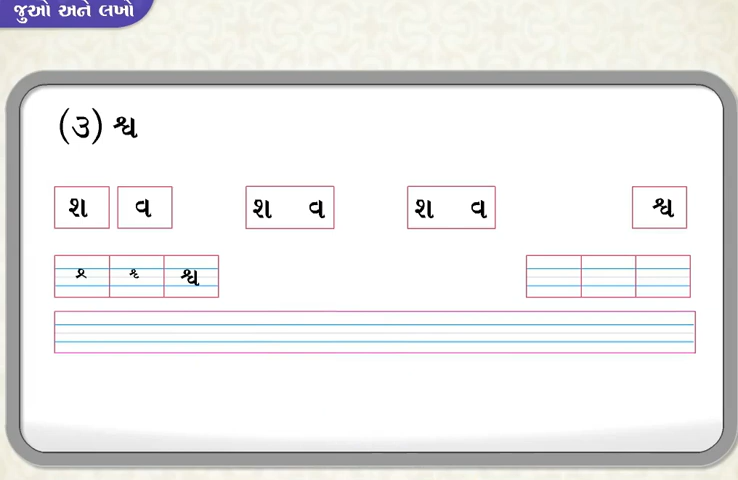 જુઓ અને લખો
(૩) શ્વ
શ વ શ વ શ વ શ્વ
શ્વ